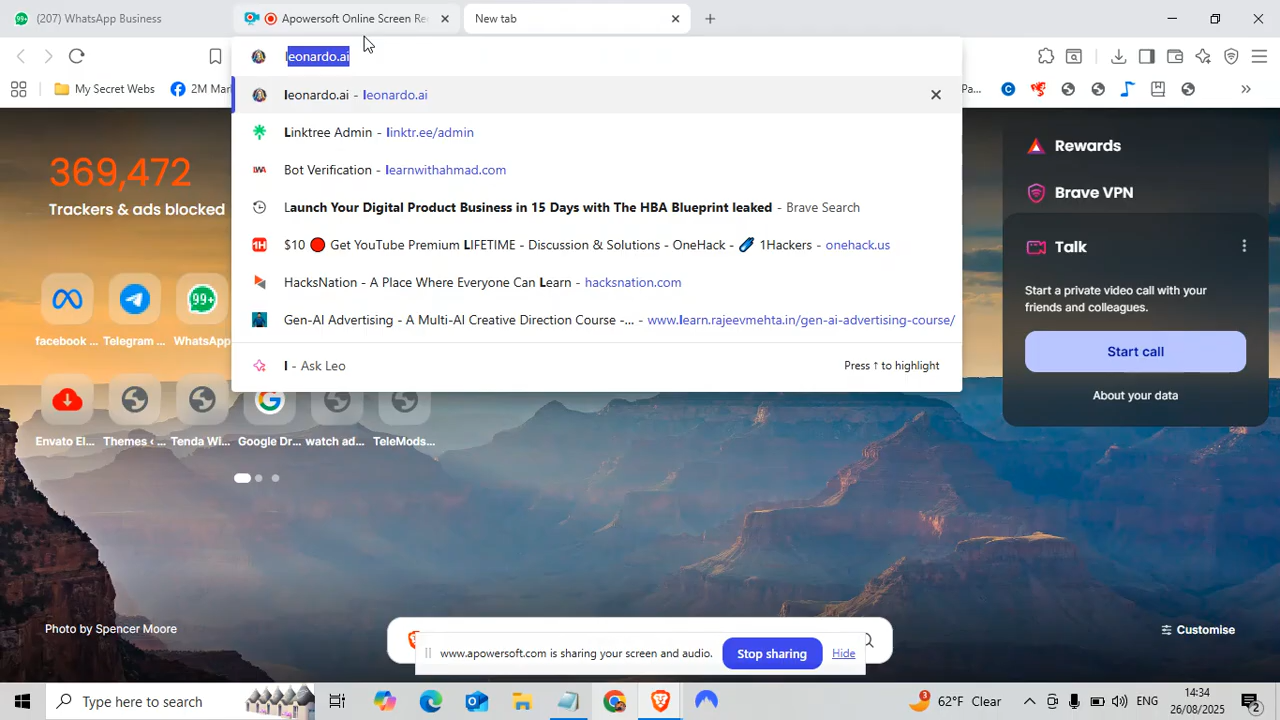 (207) WhatsApp Business
Apowersoft Online Screen Re
New tab
leonardo.ai
My Secret Webs
2M Mar
Pa...
leonardo.ai - leonardo.ai
Linktree Admin - linktr.ee/admin
Bot Verification - learnwithahmad.com
Launch Your Digital Product Business in 15 Days with The HBA Blueprint leaked - Brave Search
$10 🔴 Get YouTube Premium LIFETIME - Discussion & Solutions - OneHack - 1Hackers - onehack.us
HacksNation - A Place Where Everyone Can Learn - hacksnation.com
Gen-AI Advertising - A Multi-AI Creative Direction Course -... - www.learn.rajeevmehta.in/gen-ai-advertising-course/
l - Ask Leo
Press ↑ to highlight
369,472
Trackers & ads blocked
Rewards
Brave VPN
Talk
Start a private video call with your
friends and colleagues.
Start call
About your data
99+
facebook ...
Telegram ...
WhatsApp
Envato El...
Themes ‹ ...
Tenda Wi...
Google Dr...
watch ad...
TeleMods...
Photo by Spencer Moore
Customise
www.apowersoft.com is sharing your screen and audio.
Stop sharing
Hide
Type here to search
3
62°F Clear
ENG
14:34
26/08/2025
2